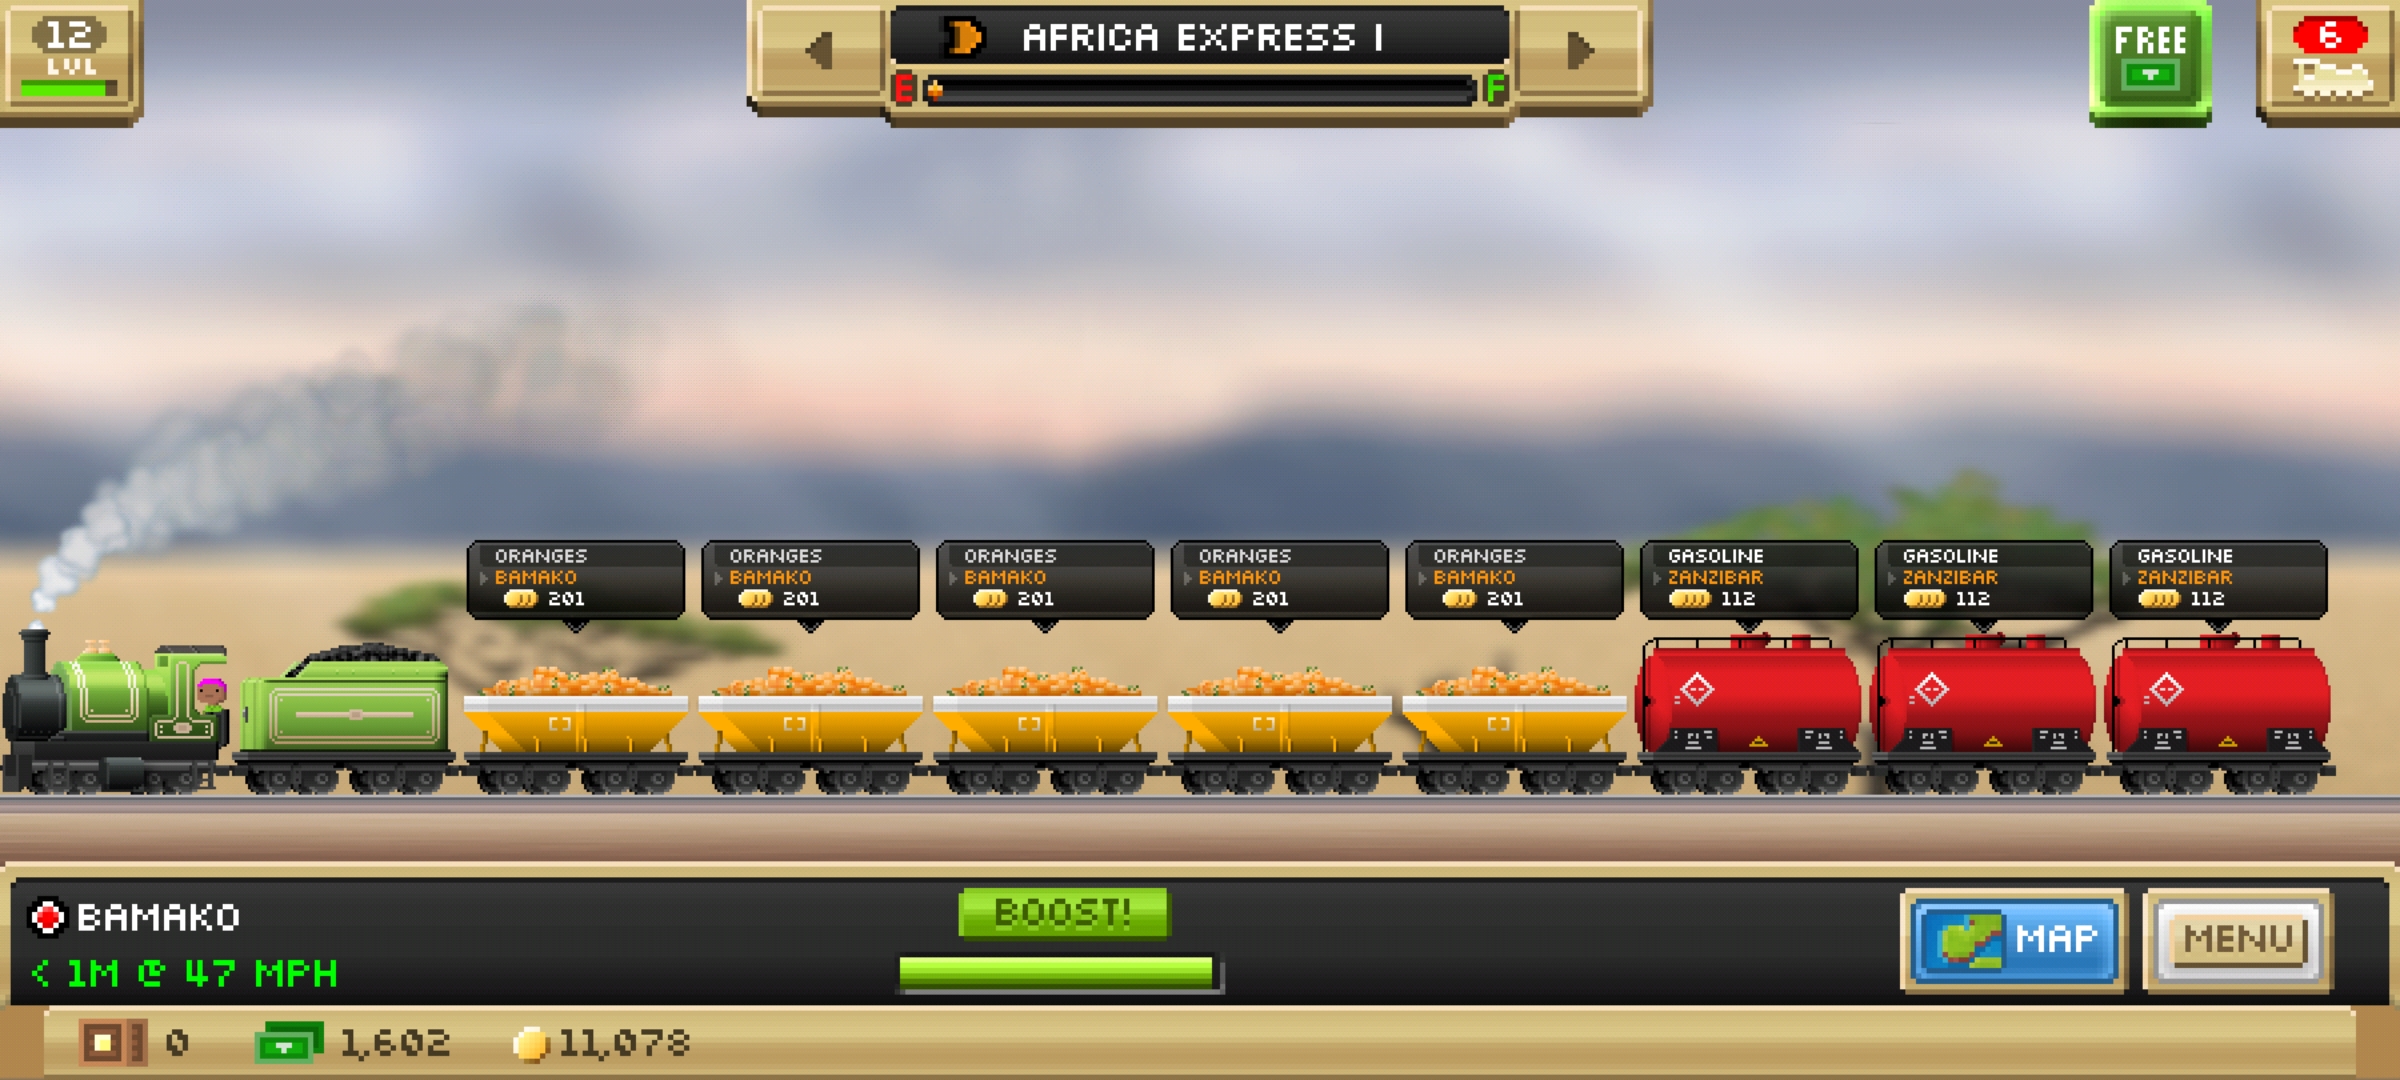 12
LVL
AFRICA EXPRESS I
E
F
FREE
6
ORANGES
BAMAKO
201
ORANGES
BAMAKO
201
ORANGES
BAMAKO
201
ORANGES
BAMAKO
201
ORANGES
BAMAKO
201
GASOLINE
ZANZIBAR
112
GASOLINE
ZANZIBAR
112
GASOLINE
ZANZIBAR
112
BAMAKO
< 1M @ 47 MPH
BOOST!
MAP
MENU
0
1,602
11,078